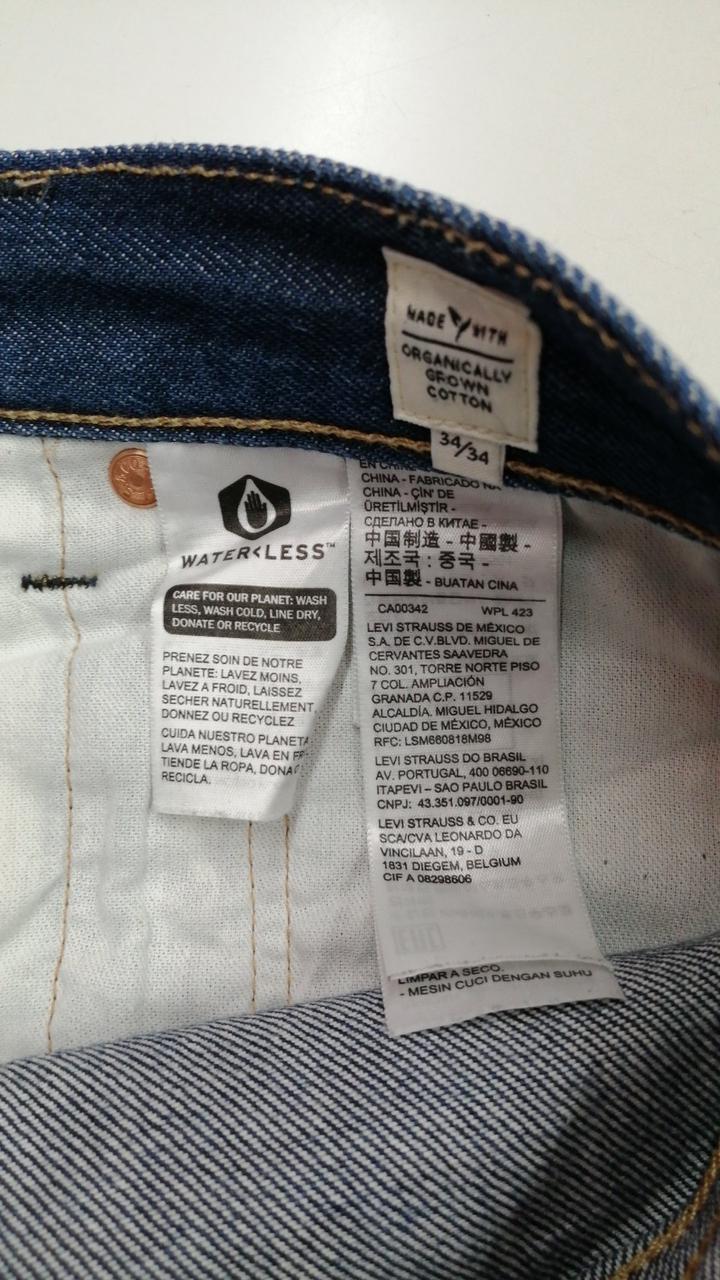 MADE WITH
ORGANICALLY
GROWN
COTTON
34/34
WATER<LESS™
CARE FOR OUR PLANET: WASH
LESS, WASH COLD, LINE DRY,
DONATE OR RECYCLE
PRENEZ SOIN DE NOTRE
PLANETE: LAVEZ MOINS,
LAVEZ A FROID, LAISSEZ
SECHER NATURELLEMENT,
DONNEZ OU RECYCLEZ
CUIDA NUESTRO PLANETA
LAVA MENOS, LAVA EN
TIENDE LA ROPA,
RECICLA.
EN
CHINA - FABRICADO
CHINA - ÇİN' DE
ÜRETİLMİŞTİR -
СДЕЛАНО В КИТАЕ -
中国制造 - 中國製 -
제조국 : 중국 -
中国製 - BUATAN CINA
CA00342 WPL 423
LEVI STRAUSS DE MÉXICO
S.A. DE C.V.BLVD. MIGUEL DE
CERVANTES SAAVEDRA
NO. 301, TORRE NORTE PISO
7 COL. AMPLIACIÓN
GRANADA C.P. 11529
ALCALDÍA. MIGUEL HIDALGO
CIUDAD DE MÉXICO, MÉXICO
RFC: LSM660818M98
LEVI STRAUSS DO BRASIL
AV. PORTUGAL, 400 06690-110
ITAPEVI – SAO PAULO BRASIL
CNPJ: 43.351.097/0001-90
LEVI STRAUSS & CO. EU
SCA/CVA LEONARDO DA
VINCILAAN, 19 - D
1831 DIEGEM, BELGIUM
CIF A 08298606
LIMPAR A SECO.
- MESIN CUCI DENGAN SUHU